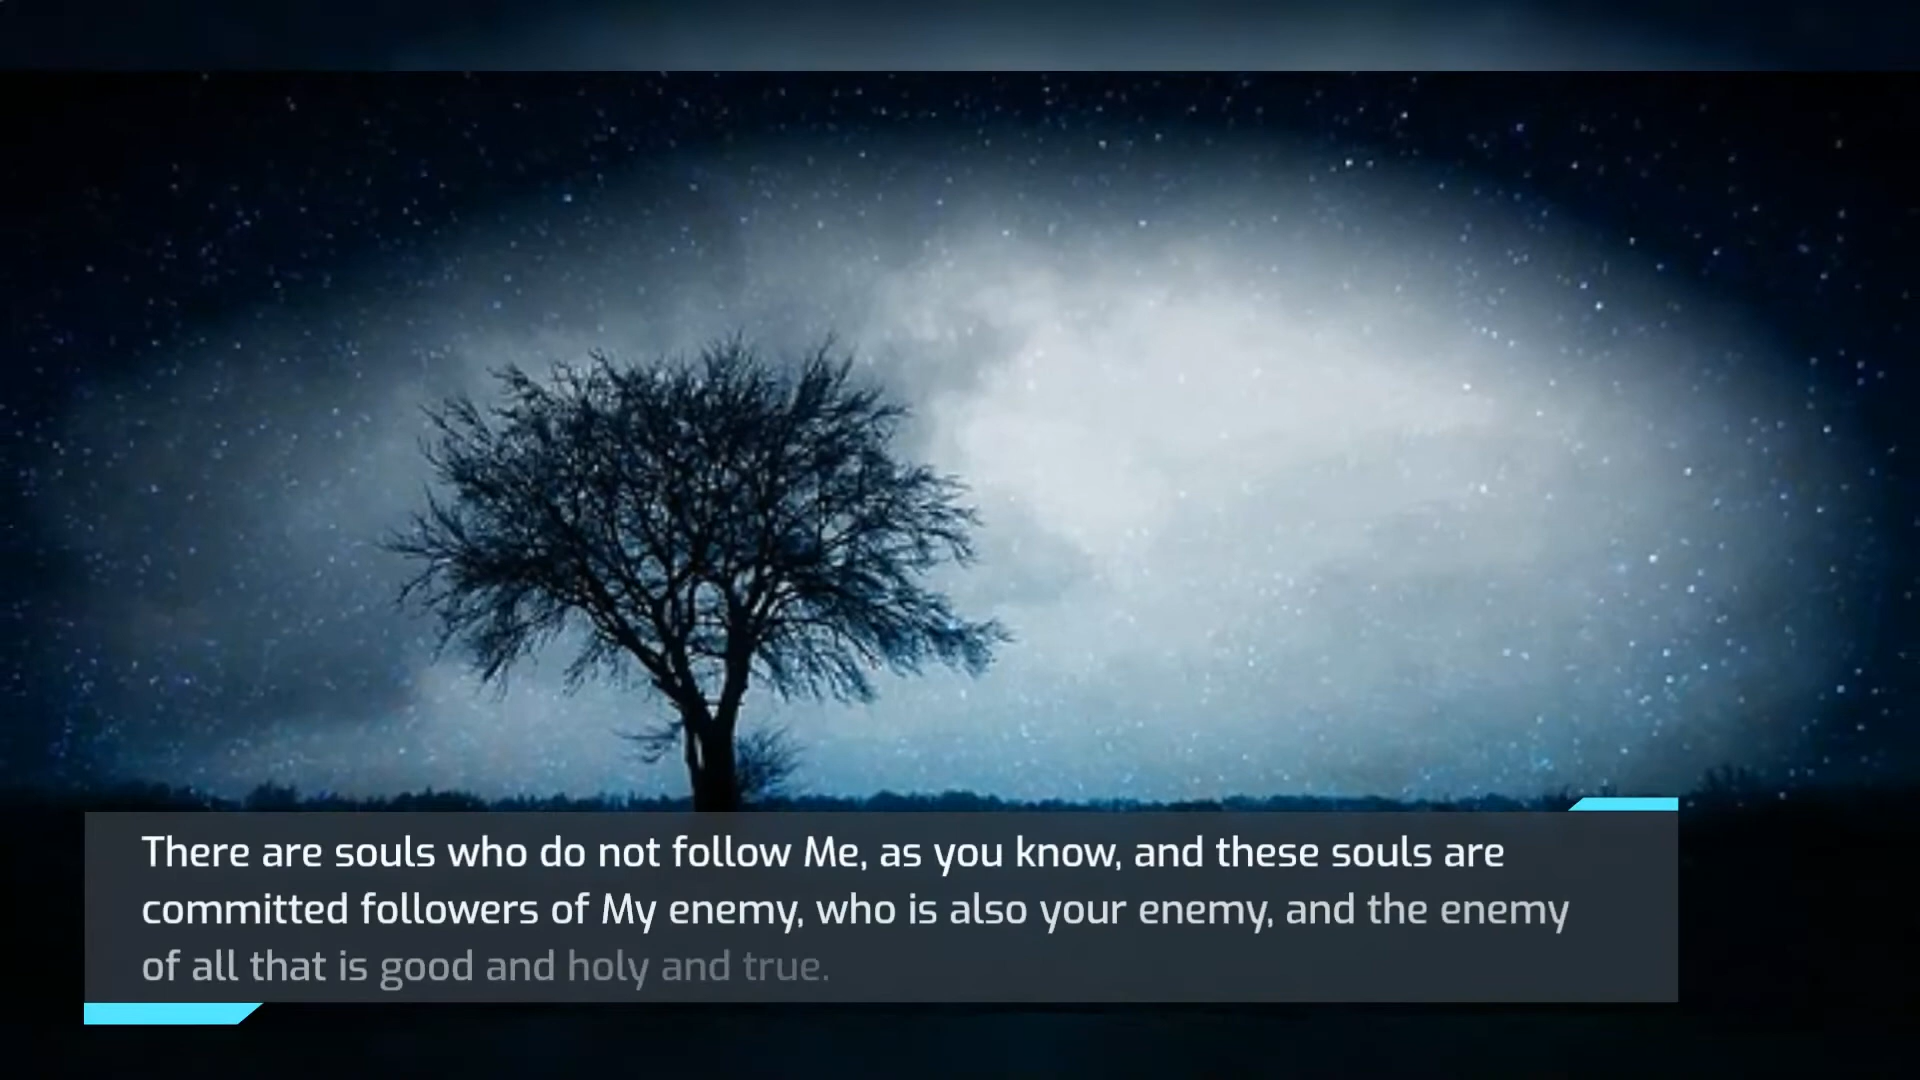 There are souls who do not follow Me, as you know, and these souls are
committed followers of My enemy, who is also your enemy, and the enemy
of all that is good and holy and true.